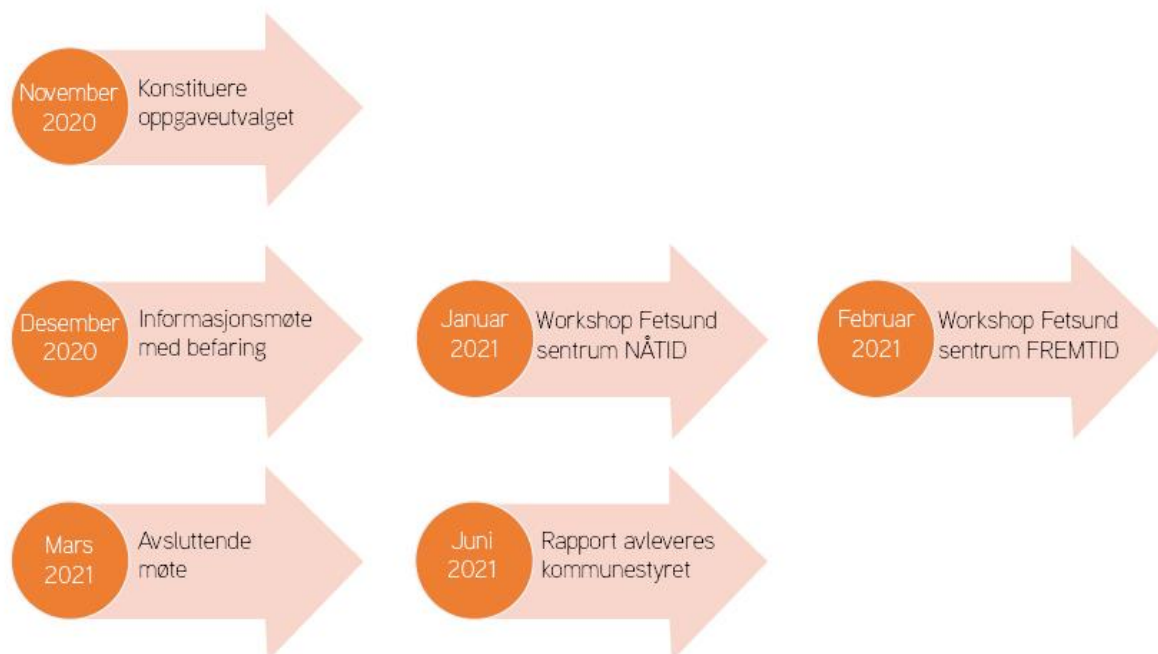 November
2020
Konstituere
oppgaveutvalget
Desember
2020
Informasjonsmøte
med befaring
Januar
2021
Workshop Fetsund
sentrum NÅTID
Februar
2021
Workshop Fetsund
sentrum FREMTID
Mars
2021
Avsluttende
møte
Juni
2021
Rapport avleveres
kommunestyret